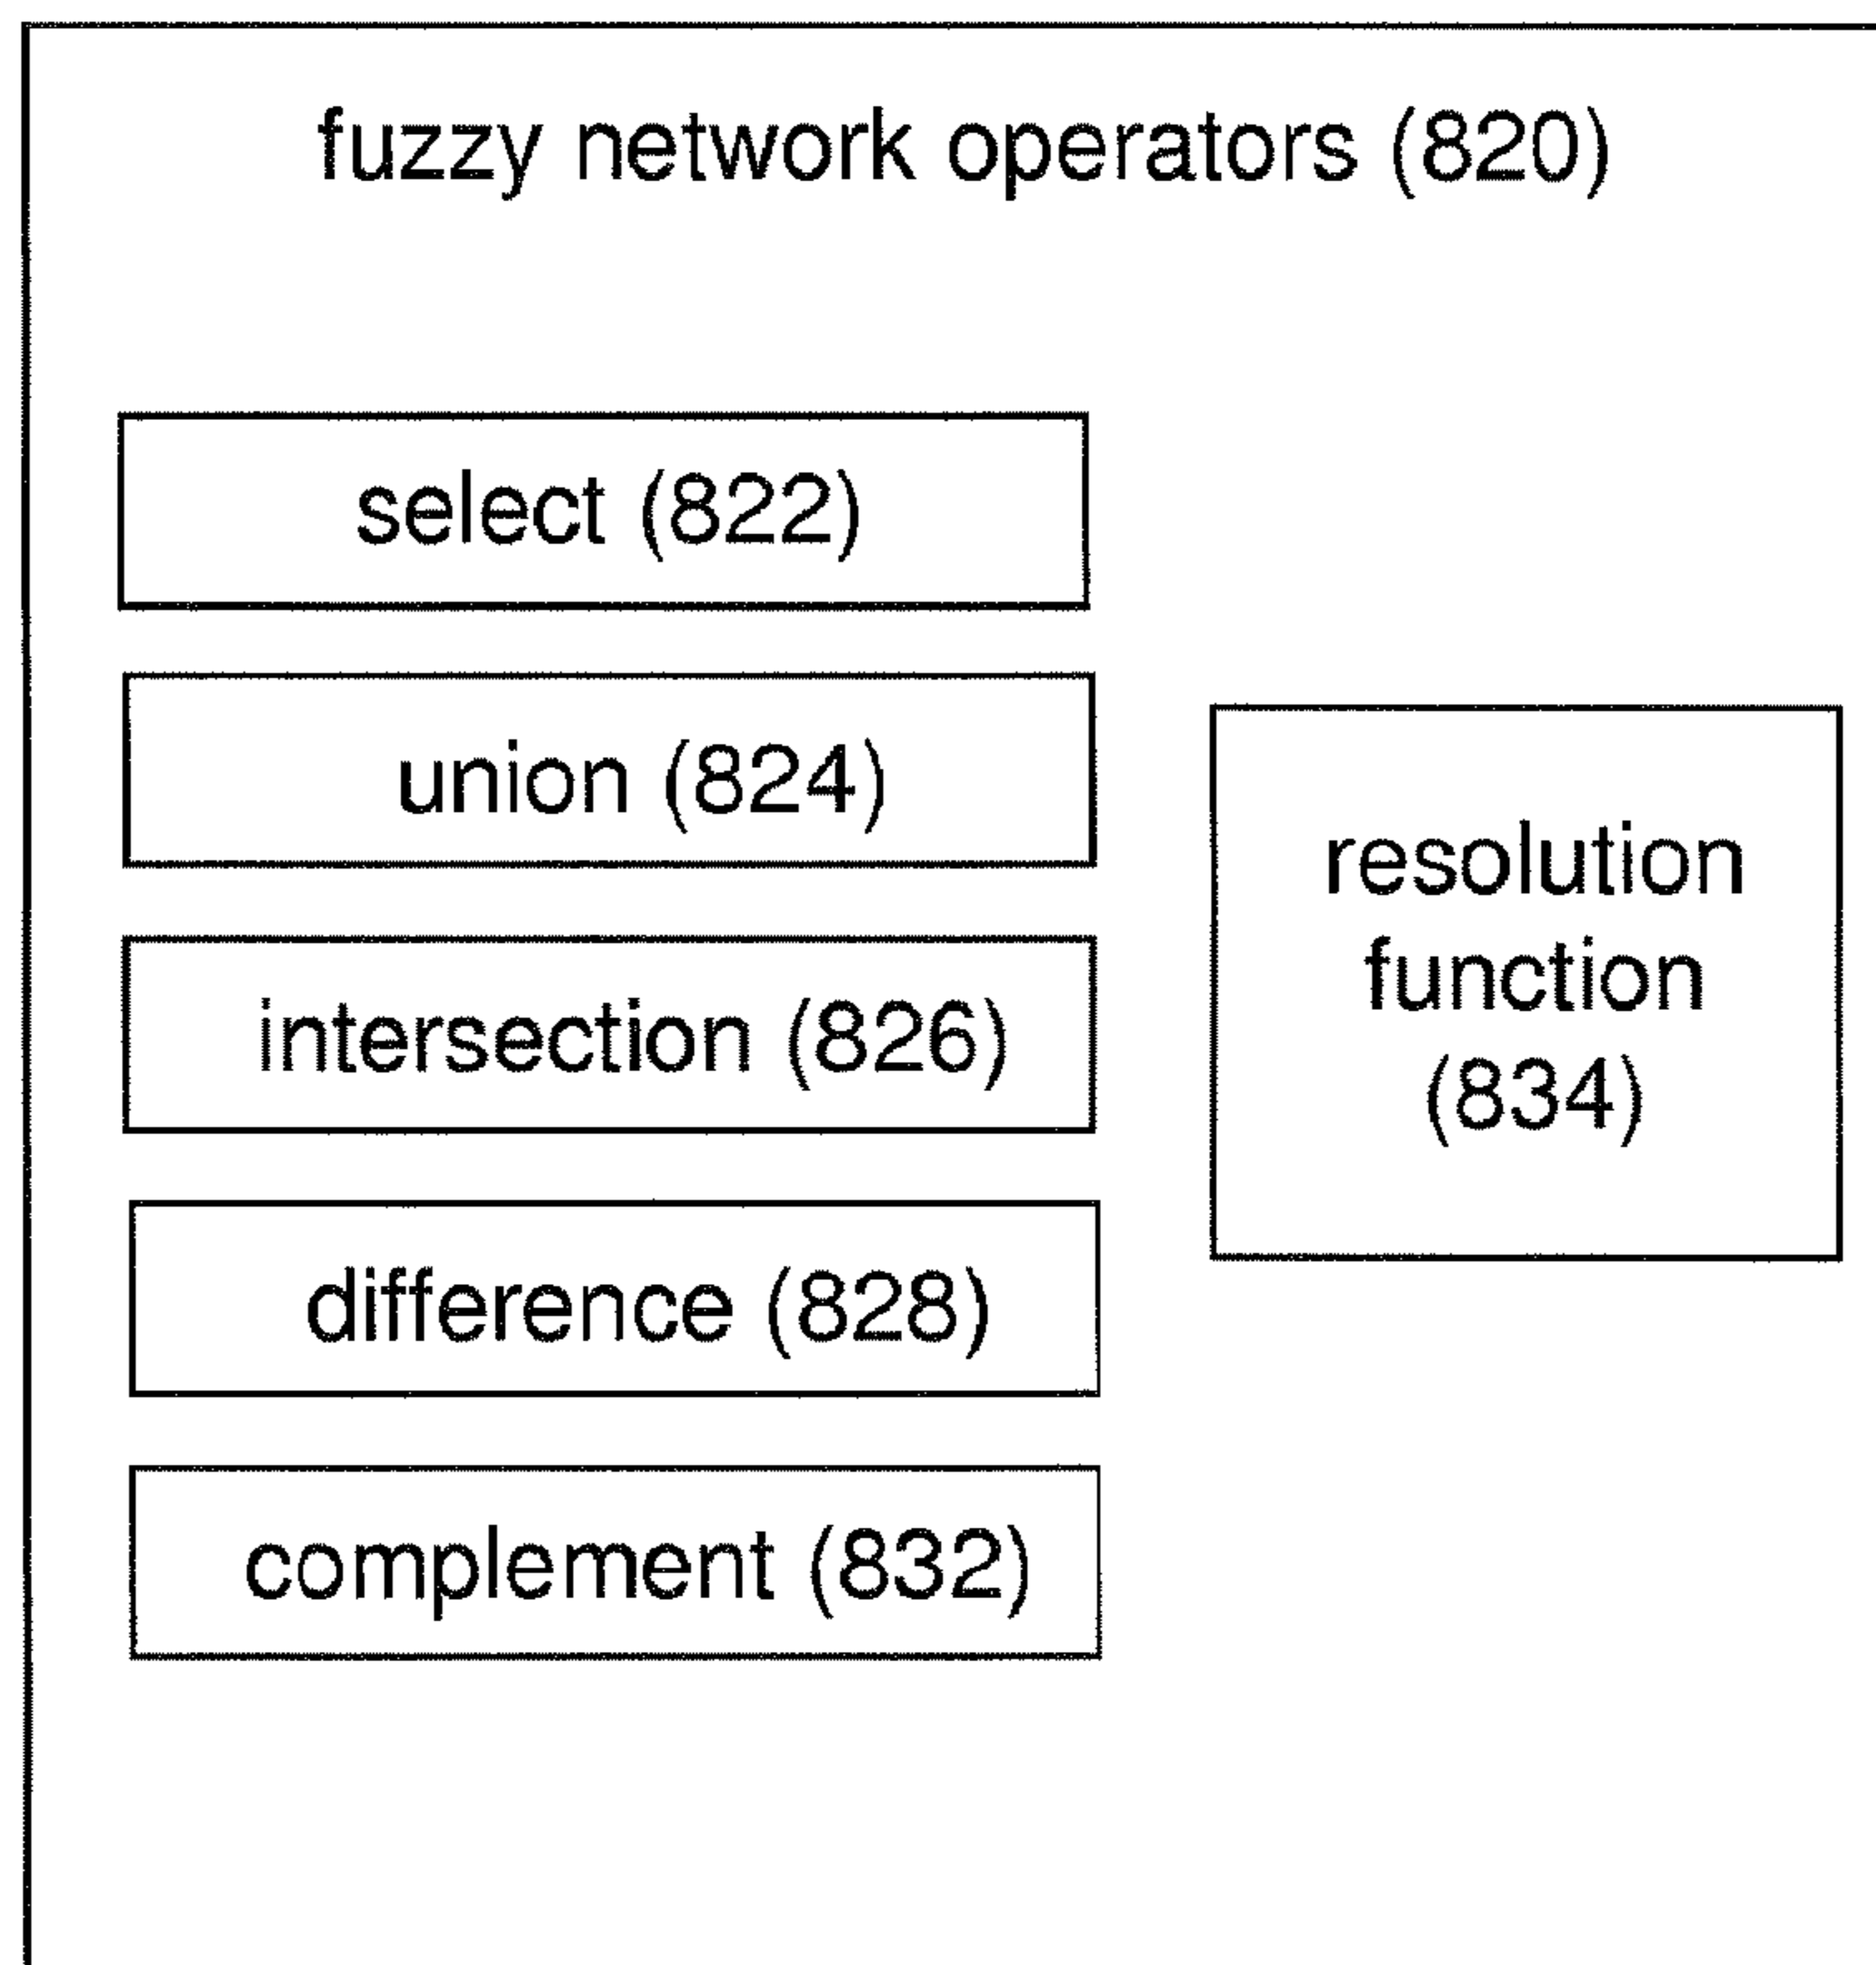 fuzzy network operators (820)
select (822)
union (824)
intersection (826)
difference (828)
complement (832)
resolution
function
(834)